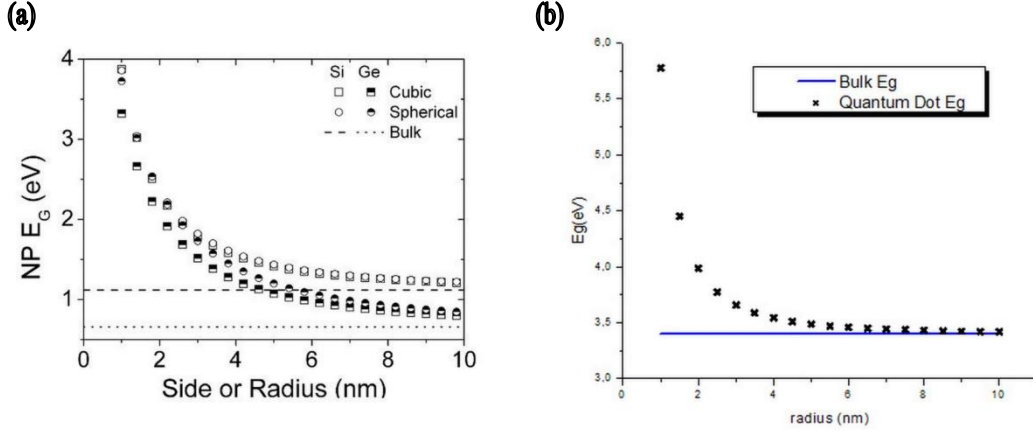 (a)
4
3
2
1
0 2 4 6 8 10
NP E_G (eV)
Side or Radius (nm)
Si Ge
Cubic
Spherical
Bulk
(b)
6,0
5,5
5,0
4,5
4,0
3,5
3,0
0 2 4 6 8 10
Eg(eV)
radius (nm)
Bulk Eg
Quantum Dot Eg